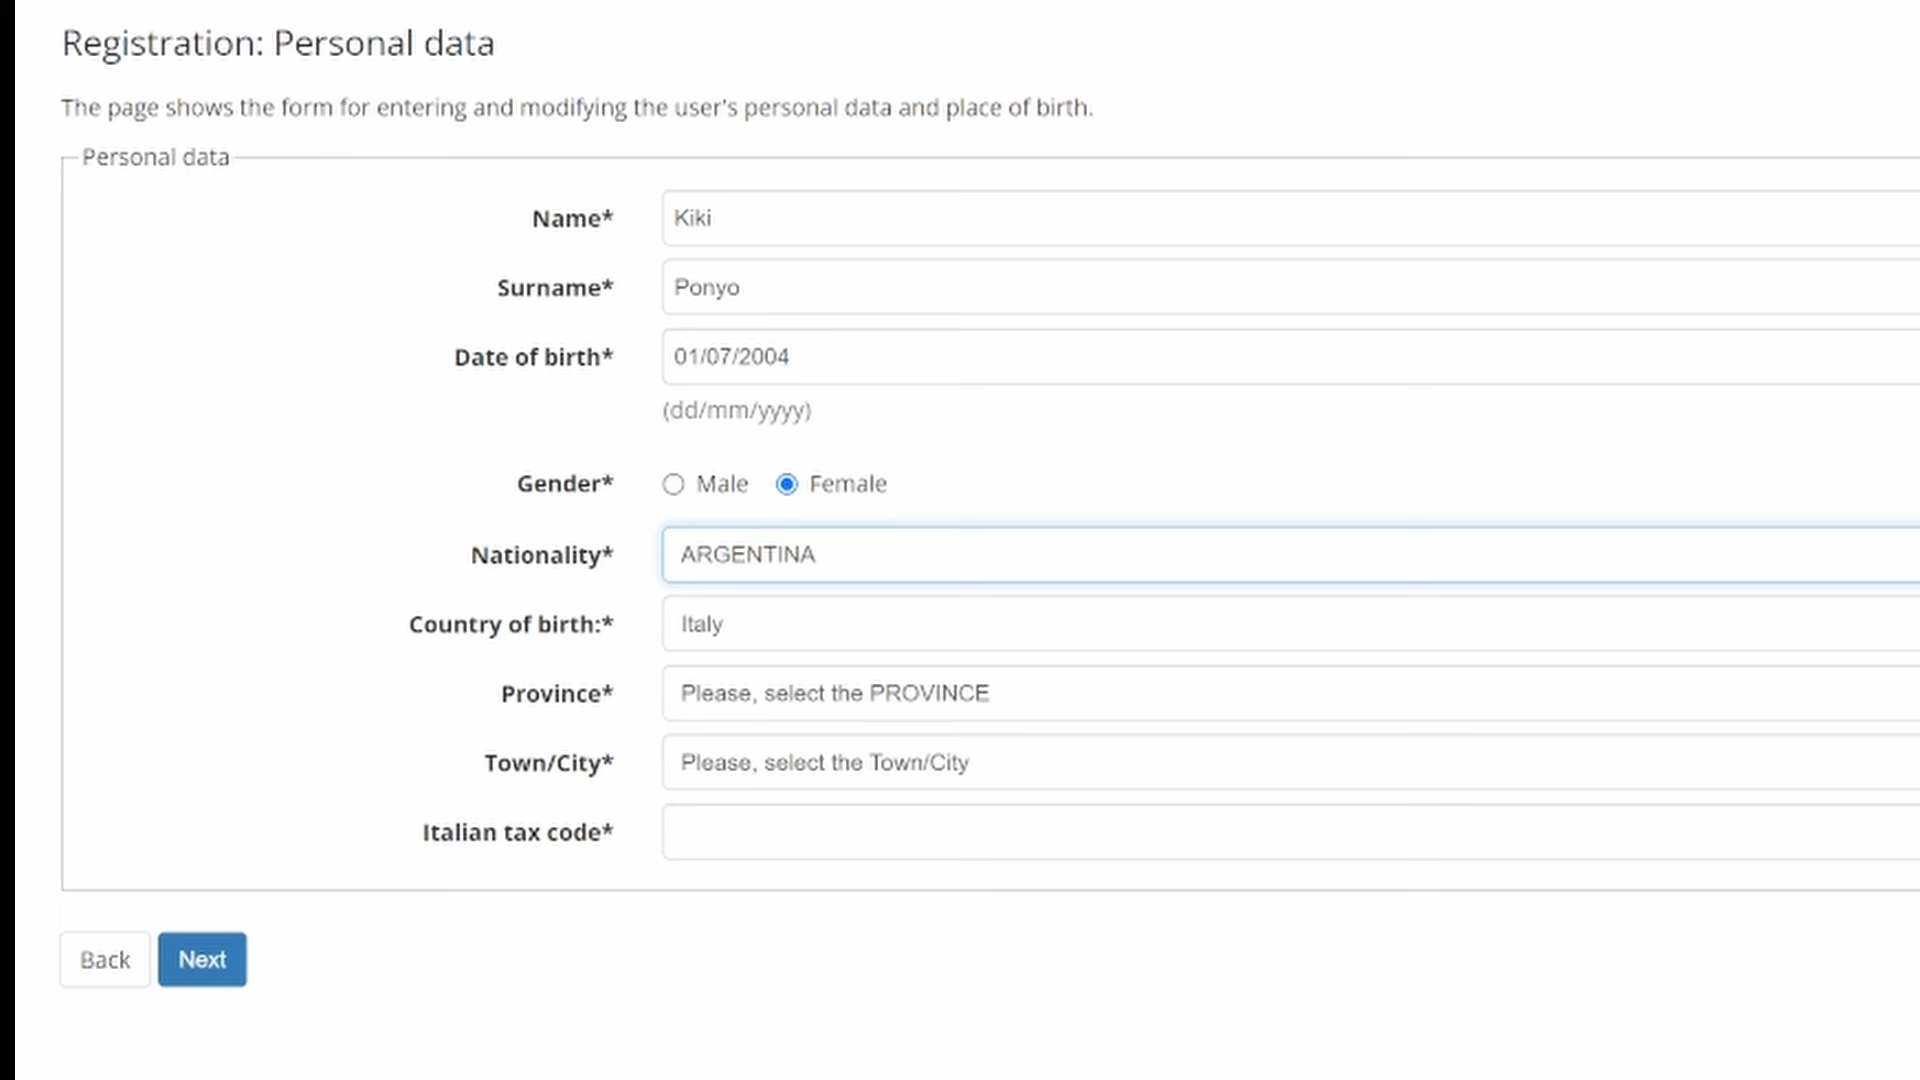 Registration: Personal data
The page shows the form for entering and modifying the user's personal data and place of birth.
Personal data
Name* Kiki
Surname* Ponyo
Date of birth* 01/07/2004
(dd/mm/yyyy)
Gender* Male Female
Nationality* ARGENTINA
Country of birth:* Italy
Province* Please, select the PROVINCE
Town/City* Please, select the Town/City
Italian tax code*
Back Next